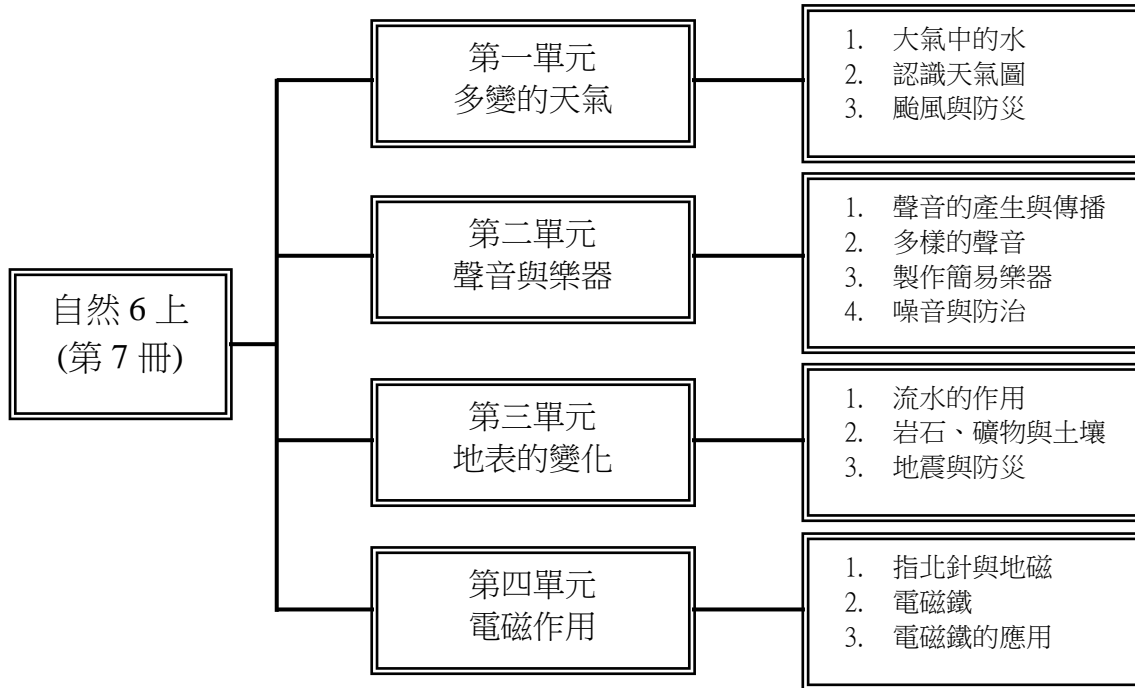 自然 6 上
(第 7 冊)
第一單元
多變的天氣
1. 大氣中的水
2. 認識天氣圖
3. 颱風與防災
第二單元
聲音與樂器
1. 聲音的產生與傳播
2. 多樣的聲音
3. 製作簡易樂器
4. 噪音與防治
第三單元
地表的變化
1. 流水的作用
2. 岩石、礦物與土壤
3. 地震與防災
第四單元
電磁作用
1. 指北針與地磁
2. 電磁鐵
3. 電磁鐵的應用